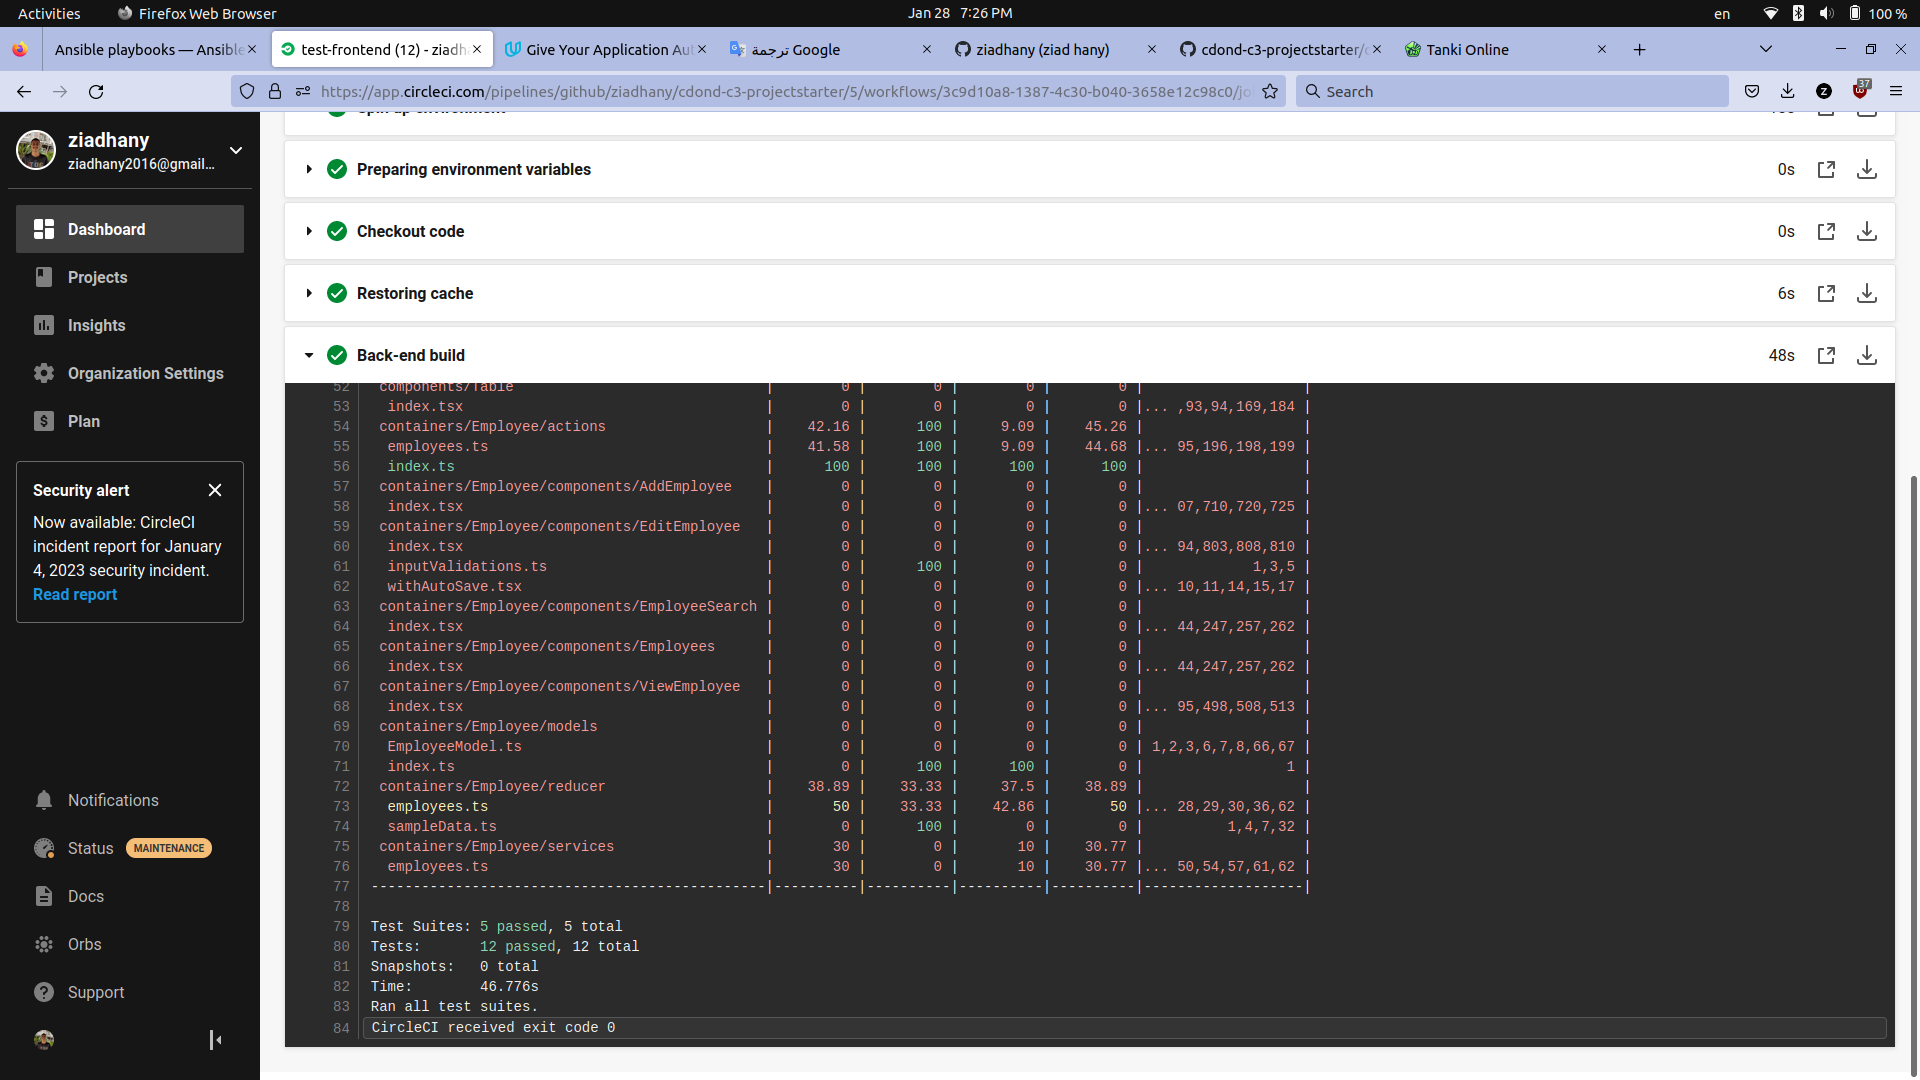 Activities Firefox Web Browser Jan 28 7:26 PM en 100 %
Ansible playbooks — Ansible test-frontend (12) - ziadh Give Your Application Au ترجمة Google ziadhany (ziad hany) cdond-c3-projectstarter/ Tanki Online
https://app.circleci.com/pipelines/github/ziadhany/cdond-c3-projectstarter/5/workflows/3c9d10a8-1387-4c30-b040-3658e12c98c0/jo Search 37
ziadhany
ziadhany2016@gmail...
Dashboard
Projects
Insights
Organization Settings
Plan
Security alert
Now available: CircleCI
incident report for January
4, 2023 security incident.
Read report
Notifications
Status MAINTENANCE
Docs
Orbs
Support
Spin up environment
Preparing environment variables 0s
Checkout code 0s
Restoring cache 6s
Back-end build 48s
52 components/Table | 0 | 0 | 0 | 0 | |
53 index.tsx | 0 | 0 | 0 | 0 |... ,93,94,169,184 |
54 containers/Employee/actions | 42.16 | 100 | 9.09 | 45.26 | |
55 employees.ts | 41.58 | 100 | 9.09 | 44.68 |... 95,196,198,199 |
56 index.ts | 100 | 100 | 100 | 100 | |
57 containers/Employee/components/AddEmployee | 0 | 0 | 0 | 0 | |
58 index.tsx | 0 | 0 | 0 | 0 |... 07,710,720,725 |
59 containers/Employee/components/EditEmployee | 0 | 0 | 0 | 0 | |
60 index.tsx | 0 | 0 | 0 | 0 |... 94,803,808,810 |
61 inputValidations.ts | 0 | 100 | 0 | 0 | 1,3,5 |
62 withAutoSave.tsx | 0 | 0 | 0 | 0 |... 10,11,14,15,17 |
63 containers/Employee/components/EmployeeSearch | 0 | 0 | 0 | 0 | |
64 index.tsx | 0 | 0 | 0 | 0 |... 44,247,257,262 |
65 containers/Employee/components/Employees | 0 | 0 | 0 | 0 | |
66 index.tsx | 0 | 0 | 0 | 0 |... 44,247,257,262 |
67 containers/Employee/components/ViewEmployee | 0 | 0 | 0 | 0 | |
68 index.tsx | 0 | 0 | 0 | 0 |... 95,498,508,513 |
69 containers/Employee/models | 0 | 0 | 0 | 0 | |
70 EmployeeModel.ts | 0 | 0 | 0 | 0 | 1,2,3,6,7,8,66,67 |
71 index.ts | 0 | 100 | 100 | 0 | 1 |
72 containers/Employee/reducer | 38.89 | 33.33 | 37.5 | 38.89 | |
73 employees.ts | 50 | 33.33 | 42.86 | 50 |... 28,29,30,36,62 |
74 sampleData.ts | 0 | 100 | 0 | 0 | 1,4,7,32 |
75 containers/Employee/services | 30 | 0 | 10 | 30.77 | |
76 employees.ts | 30 | 0 | 10 | 30.77 |... 50,54,57,61,62 |
77 -----------------------------------------------|----------|----------|----------|----------|-------------------|
78
79 Test Suites: 5 passed, 5 total
80 Tests: 12 passed, 12 total
81 Snapshots: 0 total
82 Time: 46.776s
83 Ran all test suites.
84 CircleCI received exit code 0